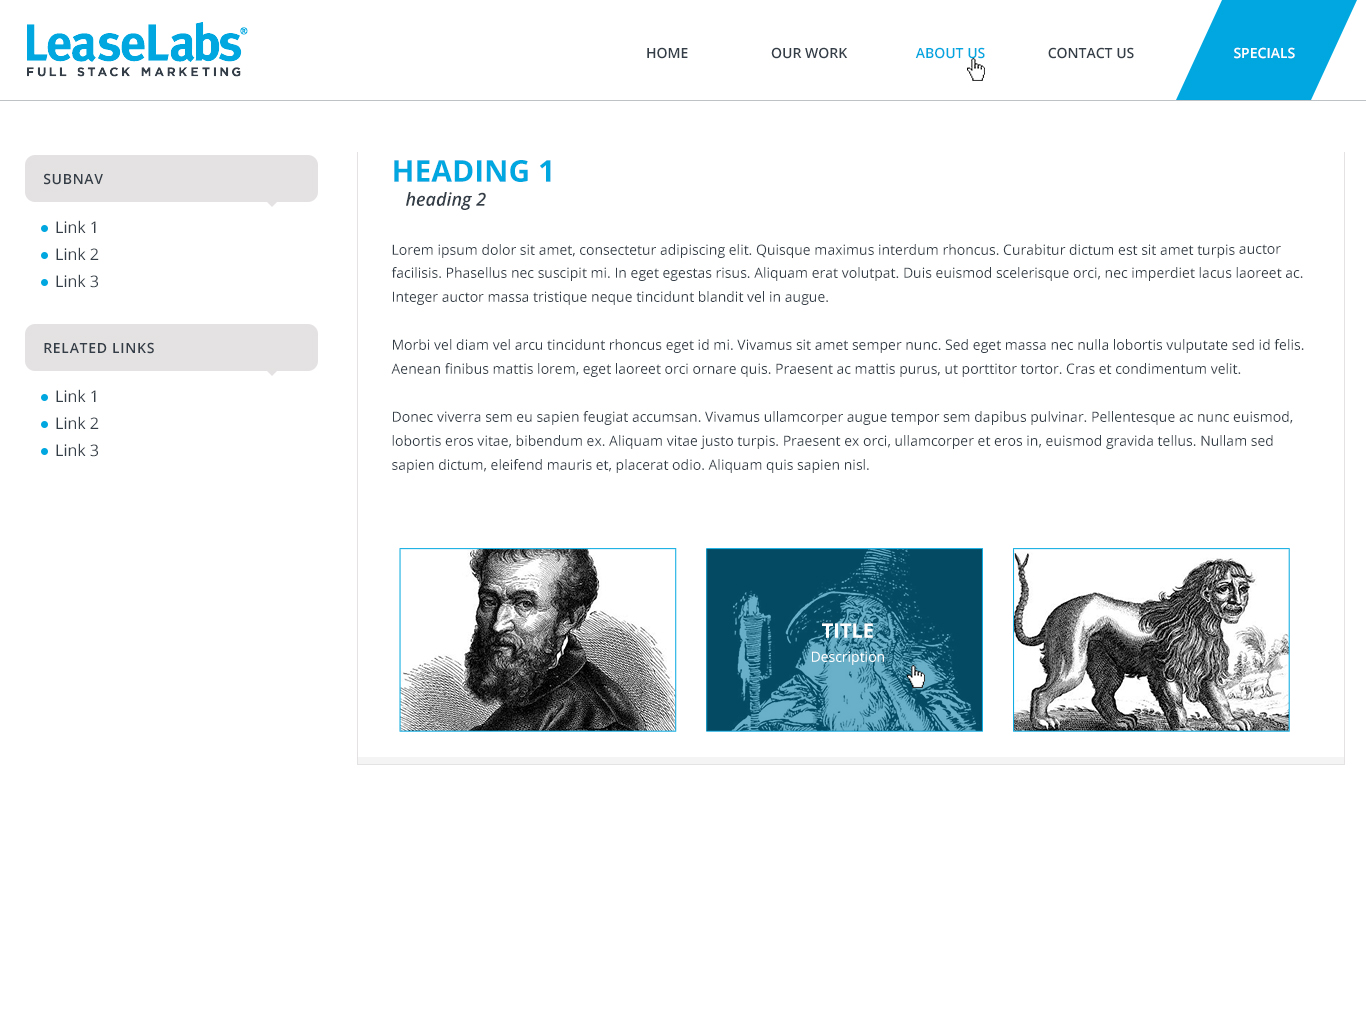 LeaseLabs®
FULL STACK MARKETING
HOME
OUR WORK
ABOUT US
CONTACT US
SPECIALS
SUBNAV
Link 1
Link 2
Link 3
RELATED LINKS
Link 1
Link 2
Link 3
HEADING 1
heading 2
Lorem ipsum dolor sit amet, consectetur adipiscing elit. Quisque maximus interdum rhoncus. Curabitur dictum est sit amet turpis auctor
facilisis. Phasellus nec suscipit mi. In eget egestas risus. Aliquam erat volutpat. Duis euismod scelerisque orci, nec imperdiet lacus laoreet ac.
Integer auctor massa tristique neque tincidunt blandit vel in augue.
Morbi vel diam vel arcu tincidunt rhoncus eget id mi. Vivamus sit amet semper nunc. Sed eget massa nec nulla lobortis vulputate sed id felis.
Aenean finibus mattis lorem, eget laoreet orci ornare quis. Praesent ac mattis purus, ut porttitor tortor. Cras et condimentum velit.
Donec viverra sem eu sapien feugiat accumsan. Vivamus ullamcorper augue tempor sem dapibus pulvinar. Pellentesque ac nunc euismod,
lobortis eros vitae, bibendum ex. Aliquam vitae justo turpis. Praesent ex orci, ullamcorper et eros in, euismod gravida tellus. Nullam sed
sapien dictum, eleifend mauris et, placerat odio. Aliquam quis sapien nisl.
TITLE
Description